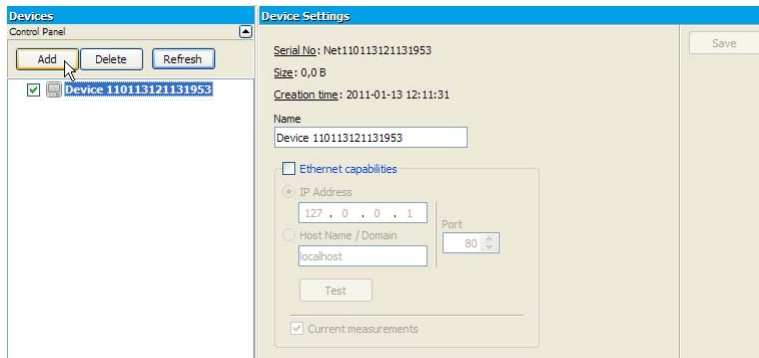 Devices
Control Panel
Add Delete Refresh
Device 110113121131953
Device Settings
Save
Serial No: Net110113121131953
Size: 0,0 B
Creation time: 2011-01-13 12:11:31
Name
Device 110113121131953
Ethernet capabilities
IP Address
127 . 0 . 0 . 1
Port
80
Host Name / Domain
localhost
Test
Current measurements